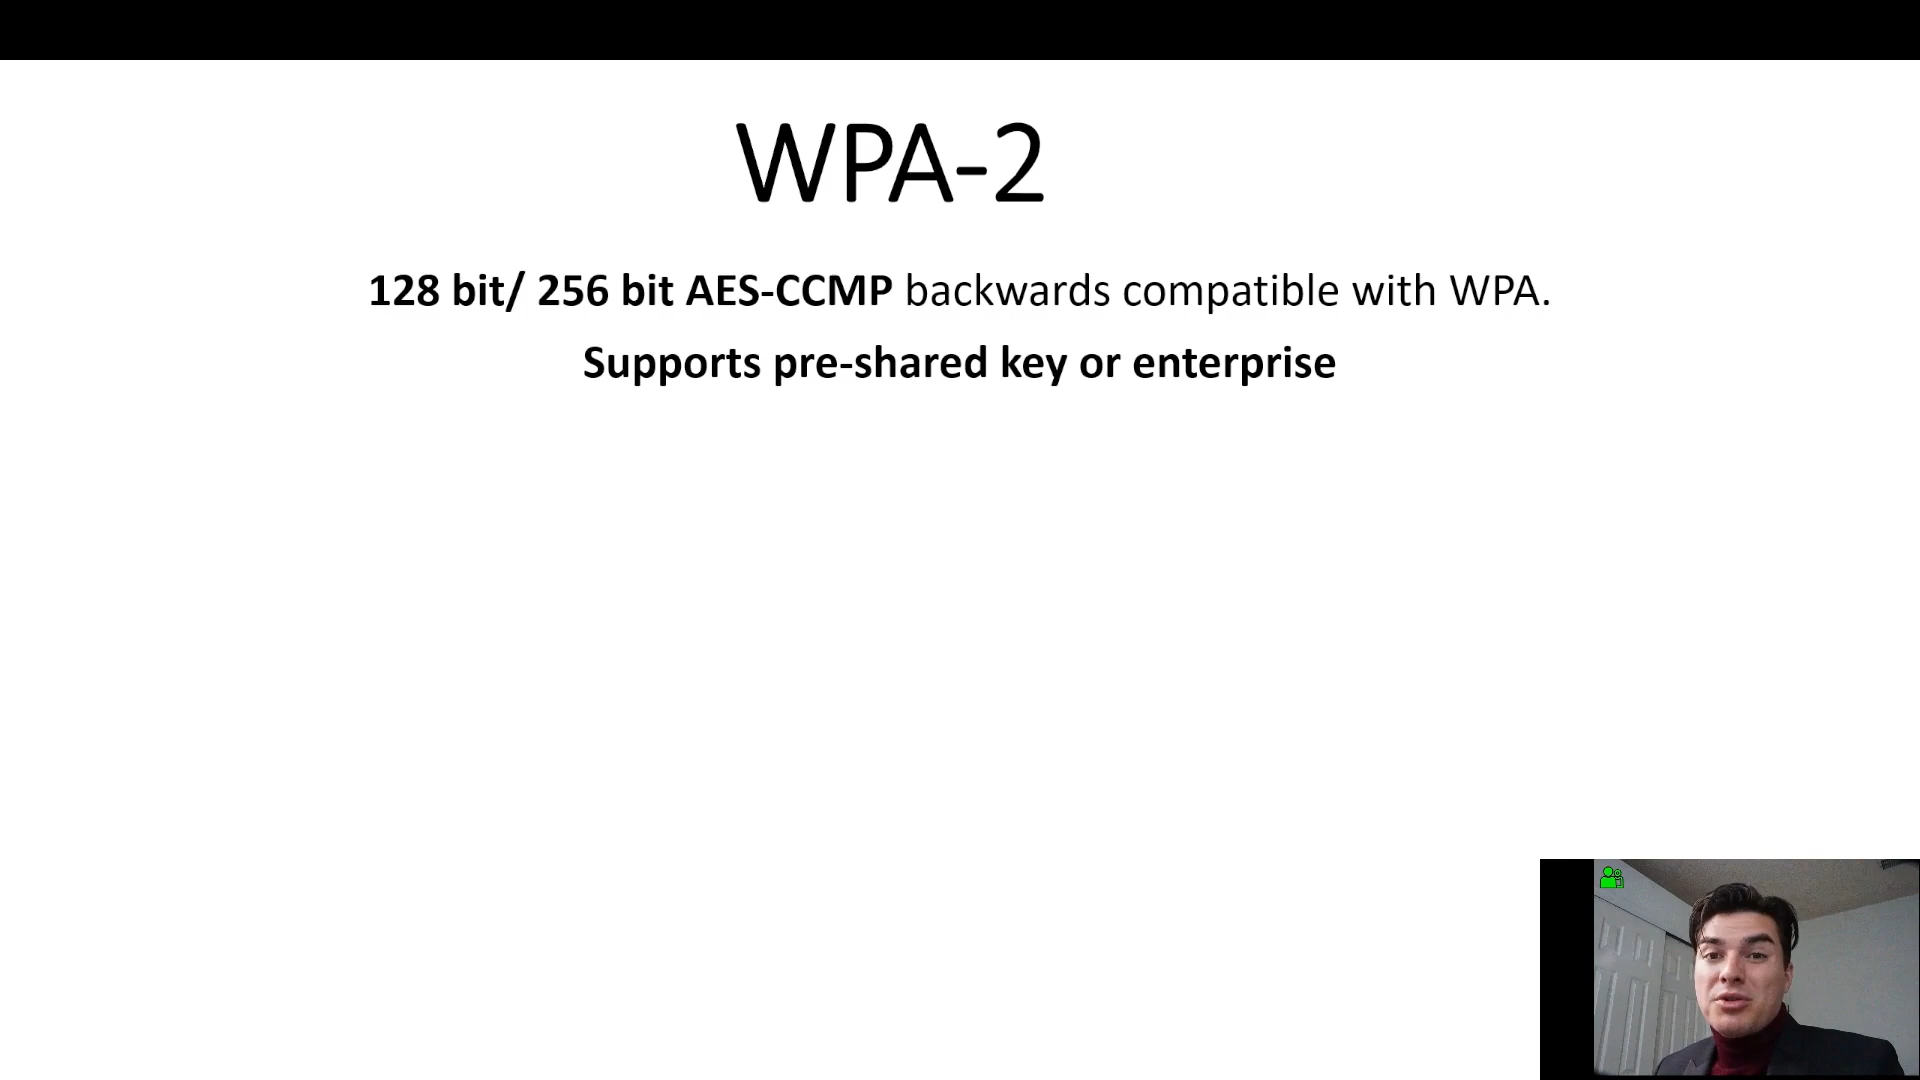 WPA-2
128 bit/ 256 bit AES-CCMP backwards compatible with WPA.
Supports pre-shared key or enterprise